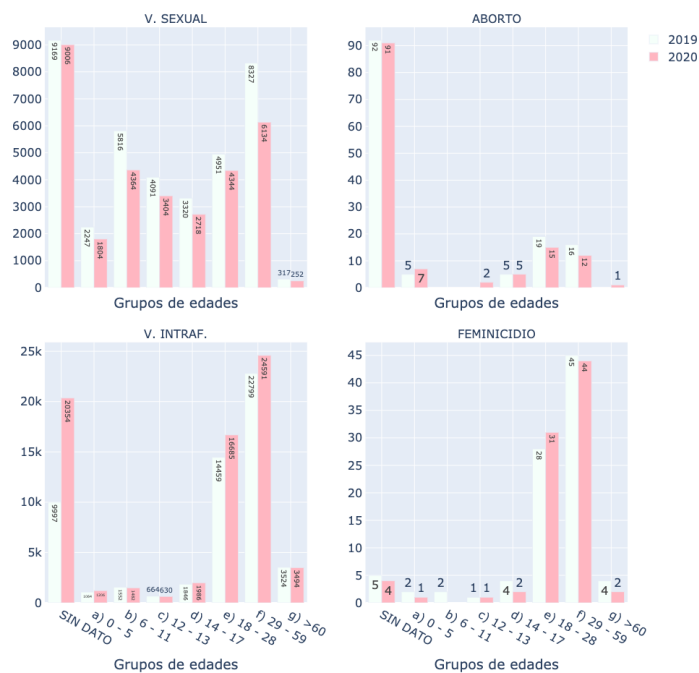 V. SEXUAL
9000
8000
7000
6000
5000
4000
3000
2000
1000
0
9169 9006
2247 1804
5816 4364
4091 3404
3320 2718
4951 4344
8327 6134
317 252
Grupos de edades
ABORTO
90
80
70
60
50
40
30
20
10
0
92 91
5 7
2
5 5
19 15
16 12
1
Grupos de edades
2019
2020
V. INTRAF.
25k
20k
15k
10k
5k
0
9997 20354
1552
664 630
1846 1986
14459 16685
22799 24591
3524 3494
SIN DATO
a) 0 - 5
b) 6 - 11
c) 12 - 13
d) 14 - 17
e) 18 - 28
f) 29 - 59
g) >60
Grupos de edades
FEMINICIDIO
45
40
35
30
25
20
15
10
5
0
5 4
2 1
2
1 1
4 2
28 31
45 44
4 2
SIN DATO
a) 0 - 5
b) 6 - 11
c) 12 - 13
d) 14 - 17
e) 18 - 28
f) 29 - 59
g) >60
Grupos de edades